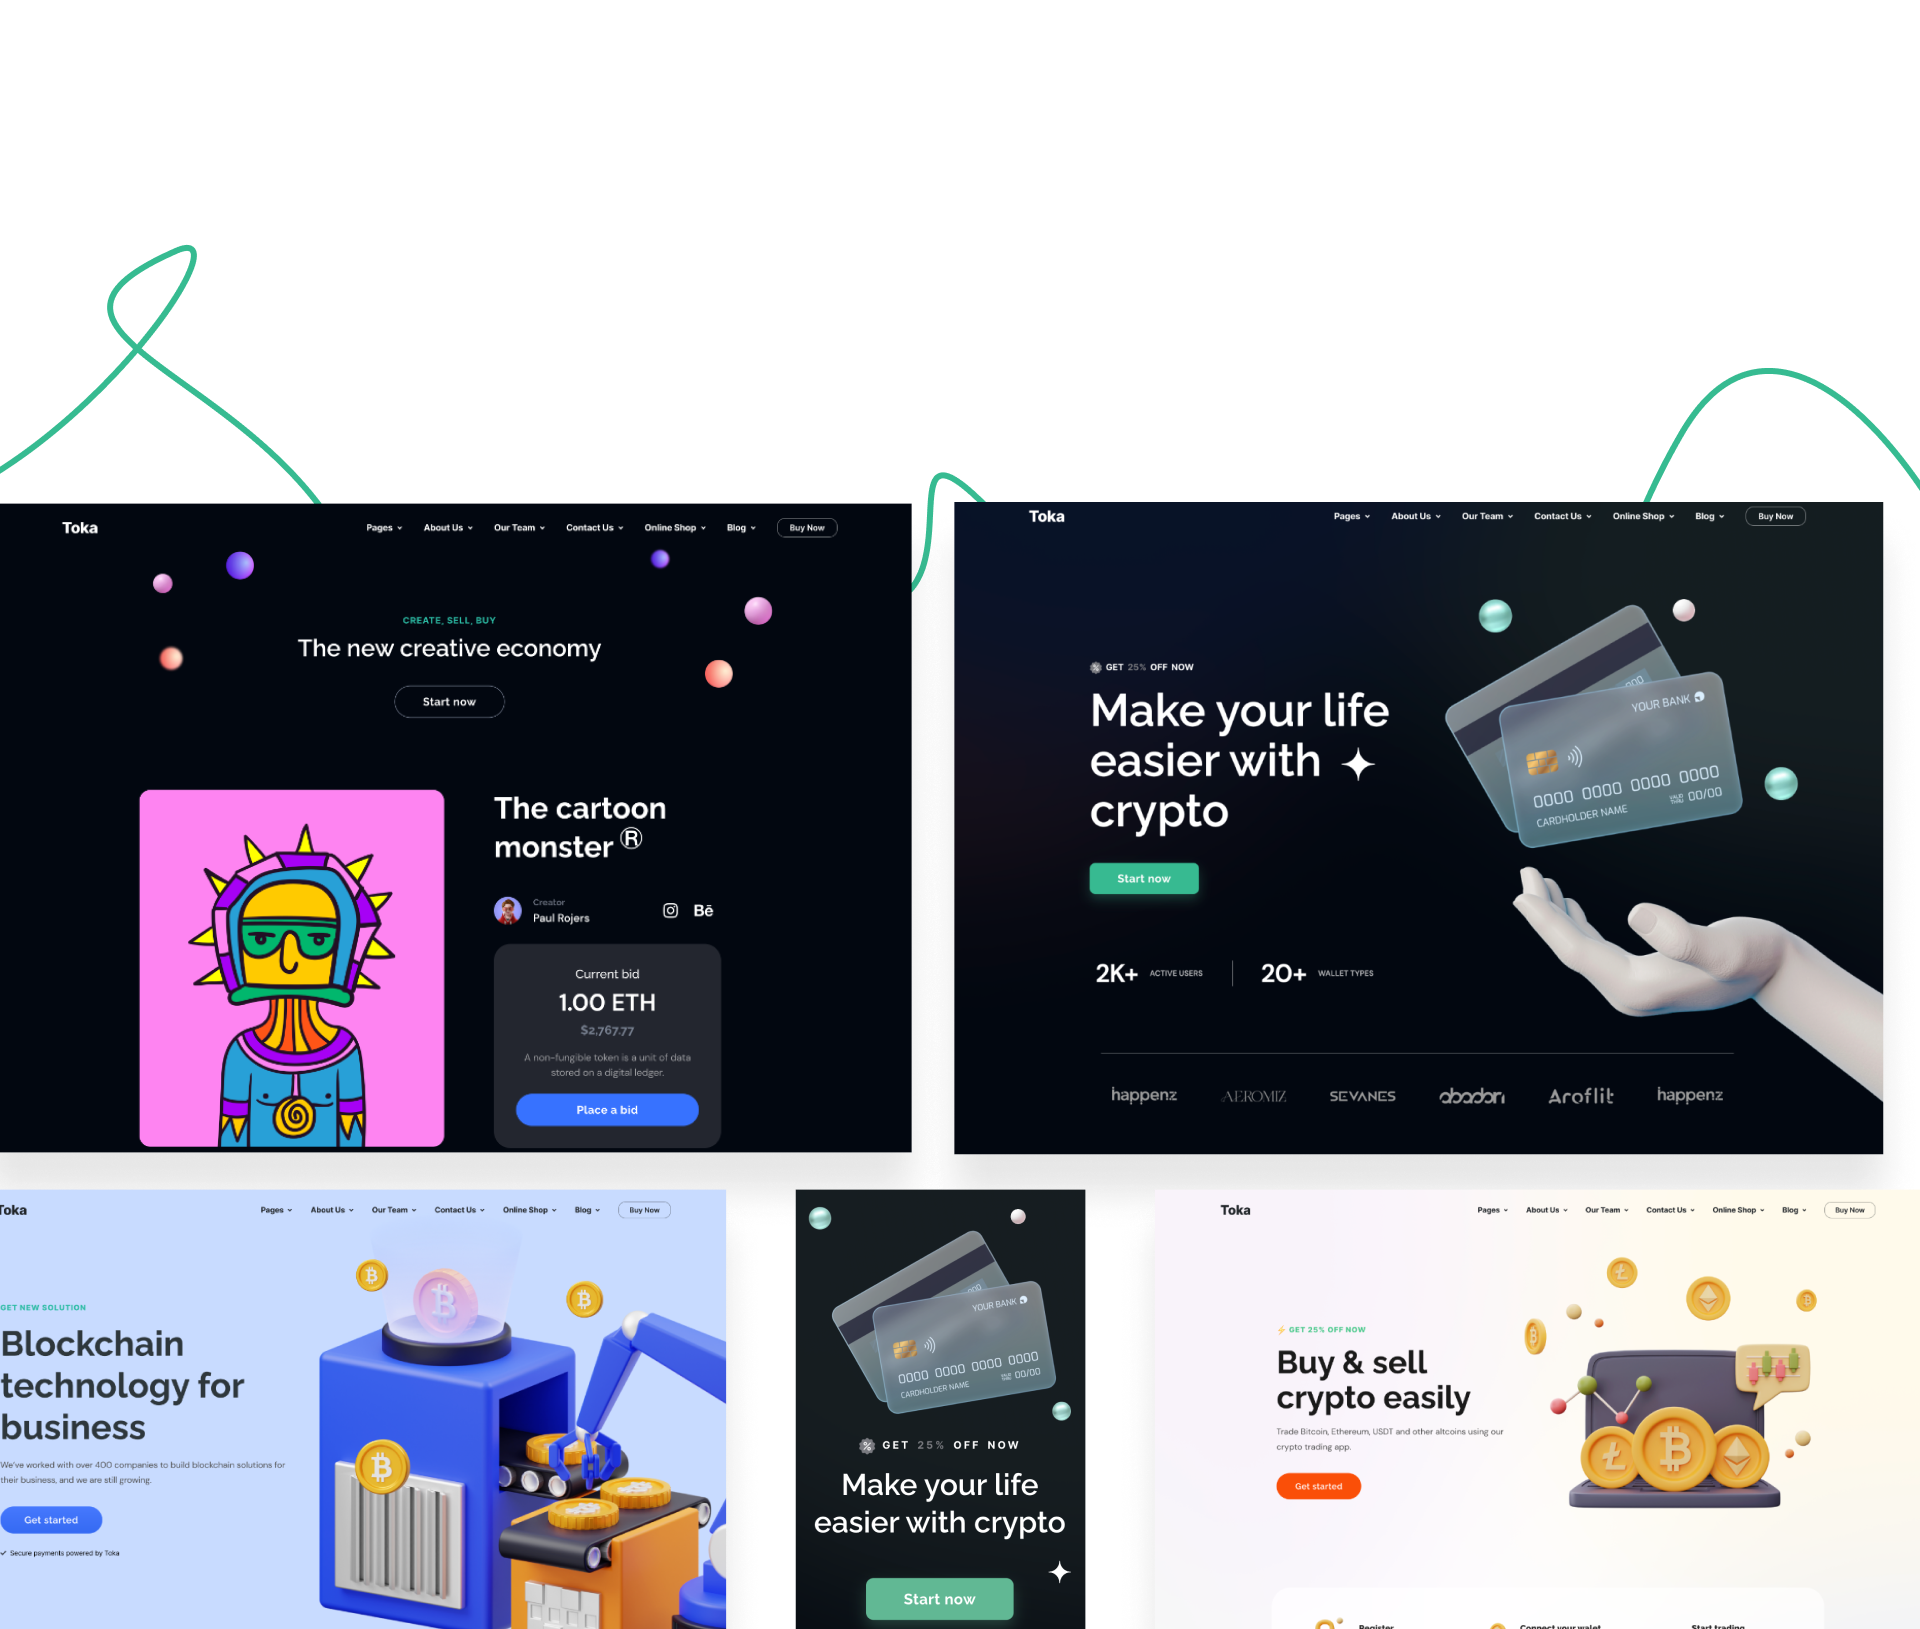 Toka
Pages
About Us
Our Team
Contact Us
Online Shop
Blog
Buy Now
CREATE, SELL, BUY
The new creative economy
Start now
The cartoon
monster ®
Creator
Paul Rojers
Bē
Current bid
1.00 ETH
$2,767.77
A non-fungible token is a unit of data
stored on a digital ledger.
Place a bid
Toka
Pages
About Us
Our Team
Contact Us
Online Shop
Blog
Buy Now
GET 25% OFF NOW
Make your life
easier with
crypto
Start now
2K+ ACTIVE USERS
20+ WALLET TYPES
000
YOUR BANK
0000 0000 0000 0000
VALID THRU 00/00
CARDHOLDER NAME
happenz
AEROMIZ
SEVANES
abadon
Aroflit
happenz
Toka
Pages
About Us
Our Team
Contact Us
Online Shop
Blog
Buy Now
GET NEW SOLUTION
Blockchain
technology for
business
We've worked with over 400 companies to build blockchain solutions for
their business, and we are still growing.
Get started
Secure payments powered by Toka
000
YOUR BANK
0000 0000 0000 0000
00/00
CARDHOLDER NAME
GET 25% OFF NOW
Make your life
easier with crypto
Start now
Toka
Pages
About Us
Our Team
Contact Us
Online Shop
Blog
Buy Now
GET 25% OFF NOW
Buy & sell
crypto easily
Trade Bitcoin, Ethereum, USDT and other altcoins using our
crypto trading app.
Get started
Register
Connect your walet
Start trading